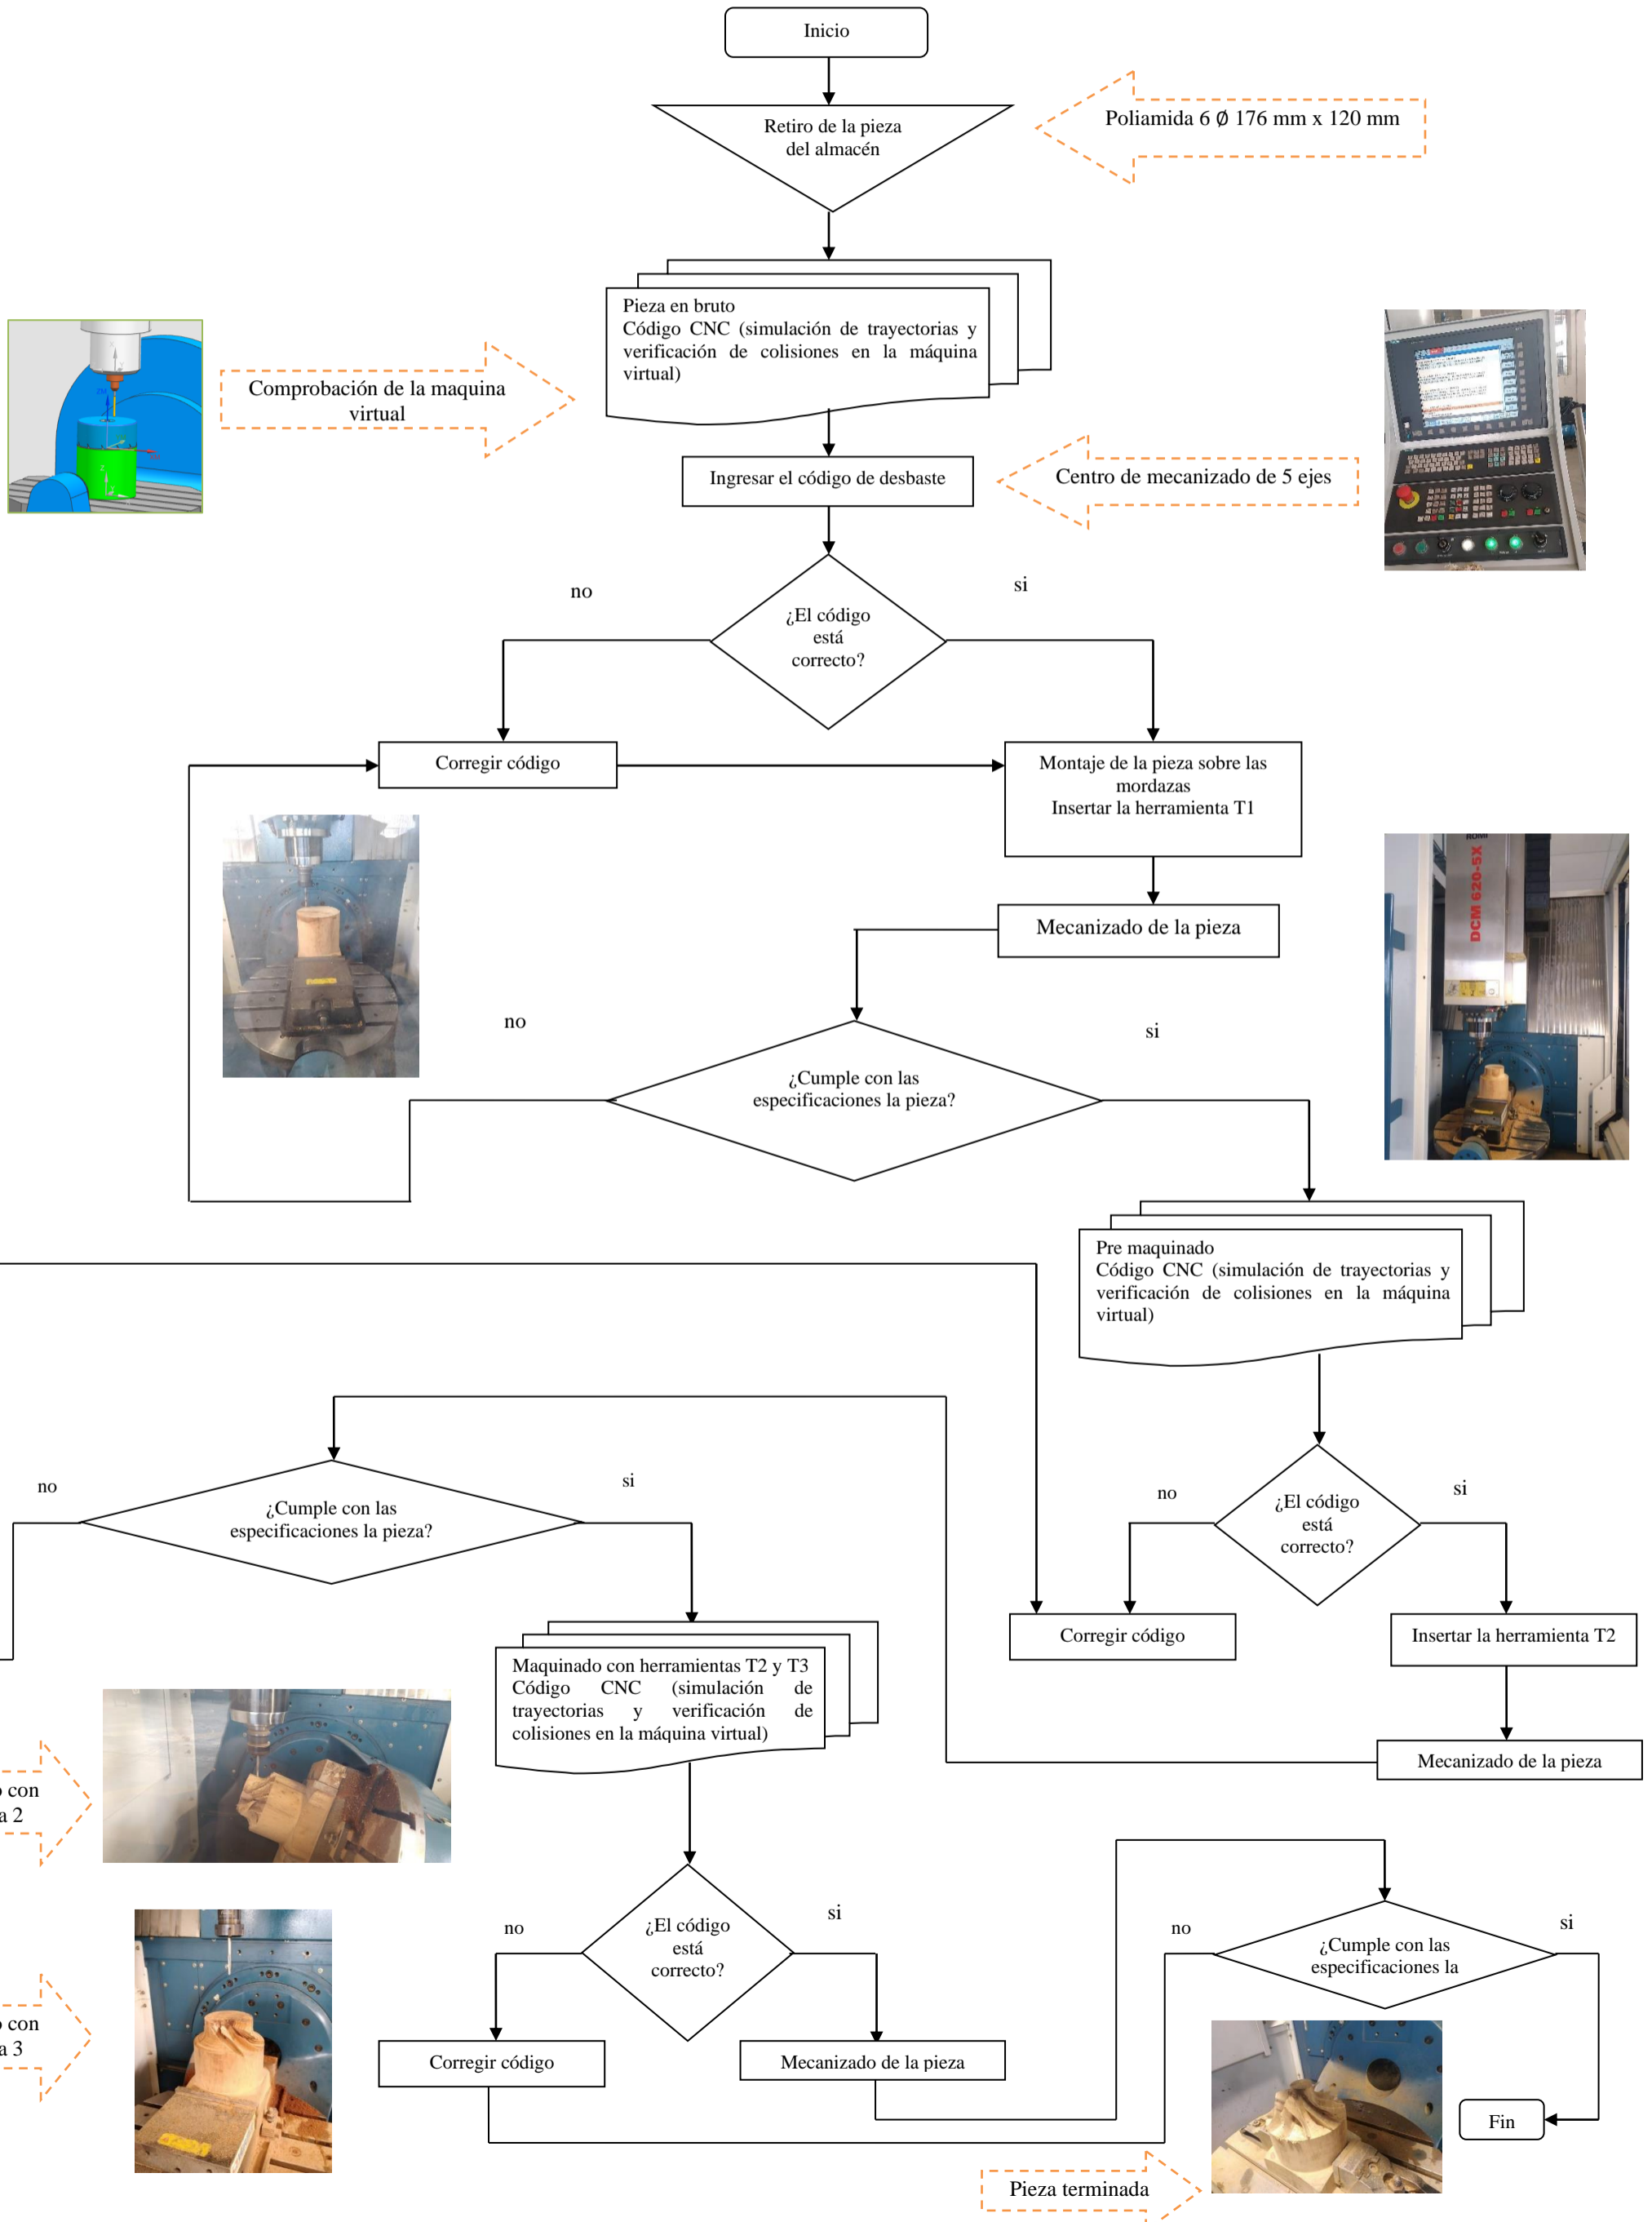 Inicio
Retiro de la pieza
del almacén
Poliamida 6 Ø 176 mm x 120 mm
Pieza en bruto
Código CNC (simulación de trayectorias y
verificación de colisiones en la máquina
virtual)
Comprobación de la maquina
virtual
Ingresar el código de desbaste
Centro de mecanizado de 5 ejes
no
si
¿El código
está
correcto?
Corregir código
Montaje de la pieza sobre las
mordazas
Insertar la herramienta T1
ROMI
DCM 620-5X
Mecanizado de la pieza
no
si
¿Cumple con las
especificaciones la pieza?
Pre maquinado
Código CNC (simulación de trayectorias y
verificación de colisiones en la máquina
virtual)
no
si
¿El código
está
correcto?
no
si
¿Cumple con las
especificaciones la pieza?
Corregir código
Insertar la herramienta T2
Maquinado con herramientas T2 y T3
Código CNC (simulación de
trayectorias y verificación de
colisiones en la máquina virtual)
Mecanizado de la pieza
o con
a 2
no
si
¿El código
está
correcto?
no
si
¿Cumple con las
especificaciones la
o con
a 3
Corregir código
Mecanizado de la pieza
Fin
Pieza terminada